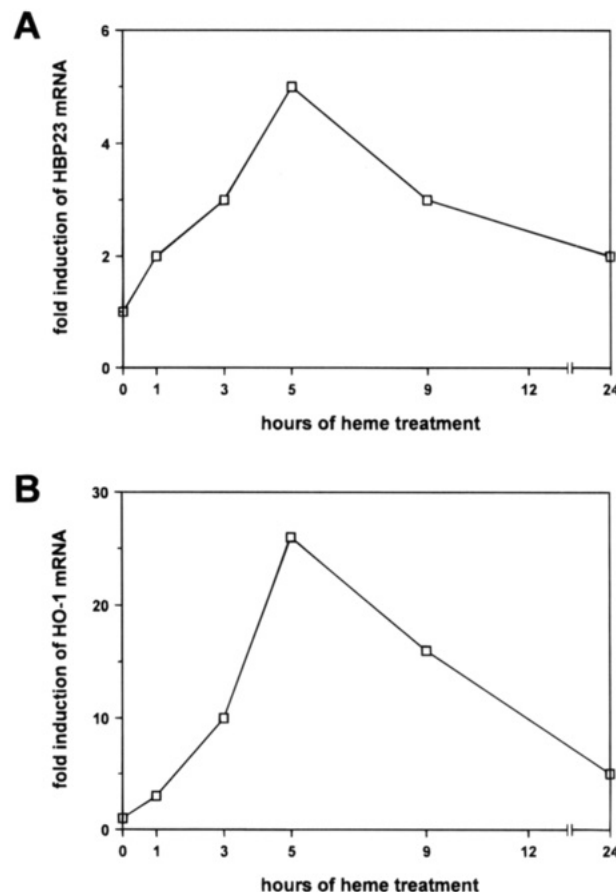 A
fold induction of HBP23 mRNA
6
4
2
0
0 1 3 5 9 12 24
hours of heme treatment
B
fold induction of HO-1 mRNA
30
20
10
0
0 1 3 5 9 12 24
hours of heme treatment